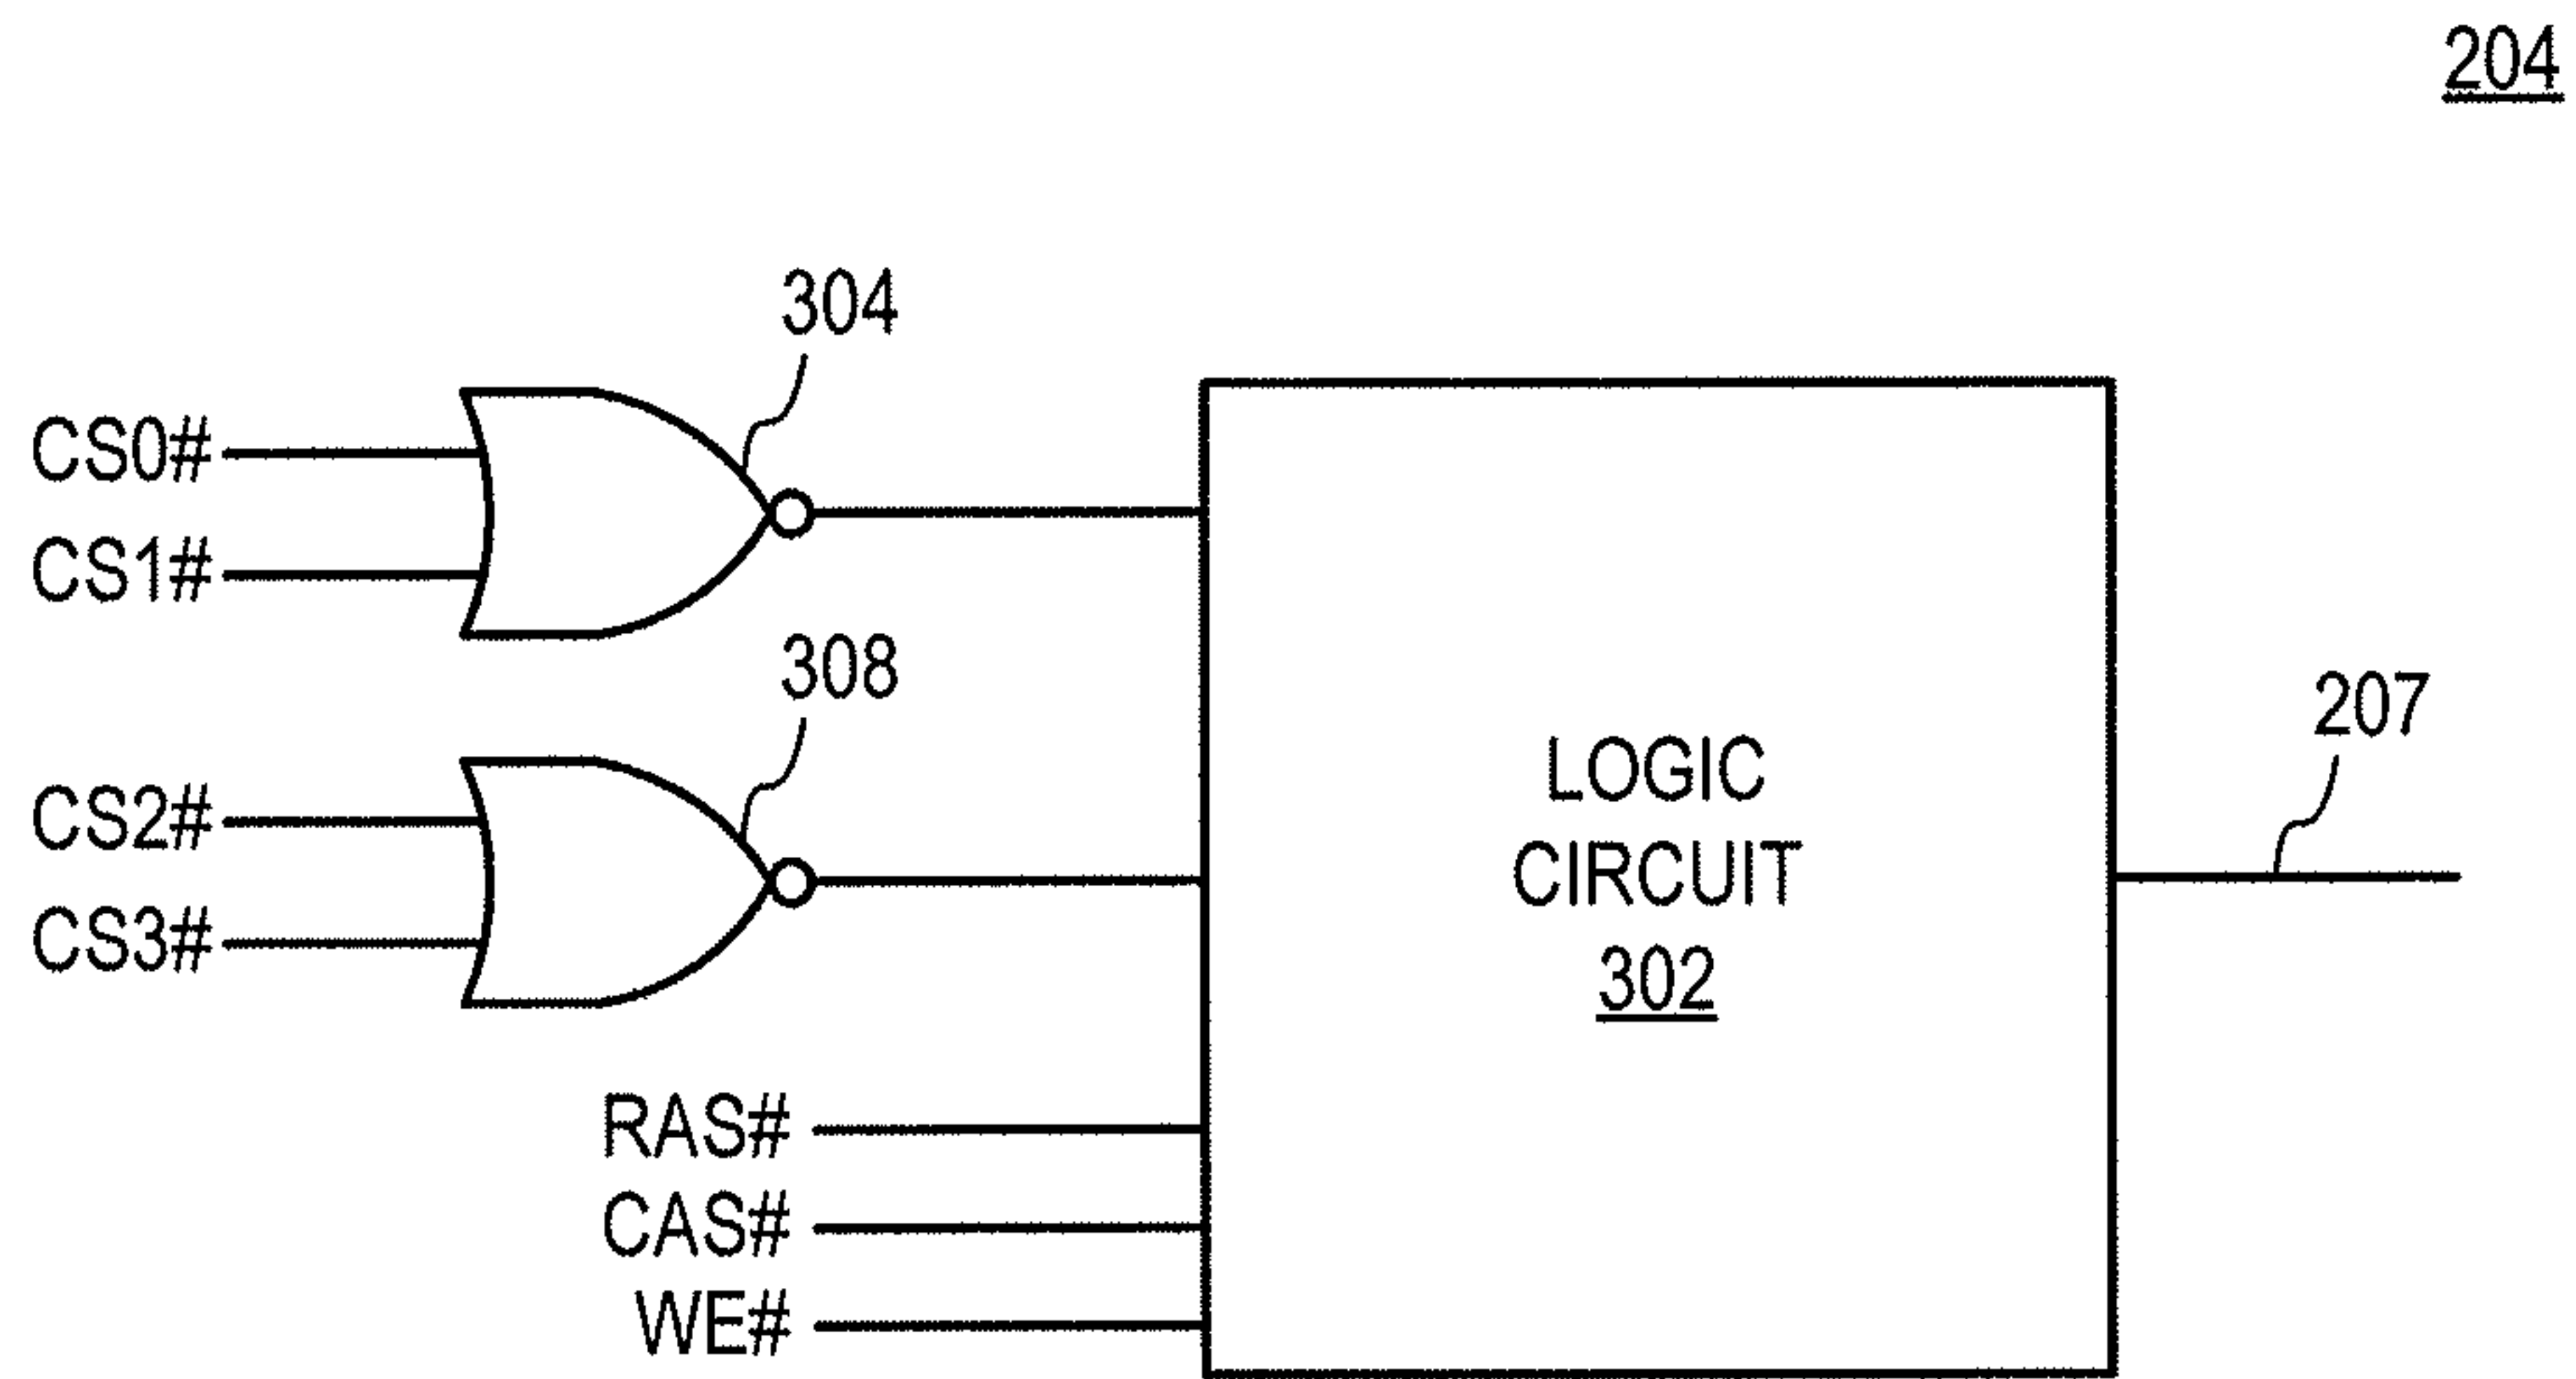 204
304
CS0#
CS1#
308
CS2#
CS3#
207
LOGIC
CIRCUIT
302
RAS#
CAS#
WE#